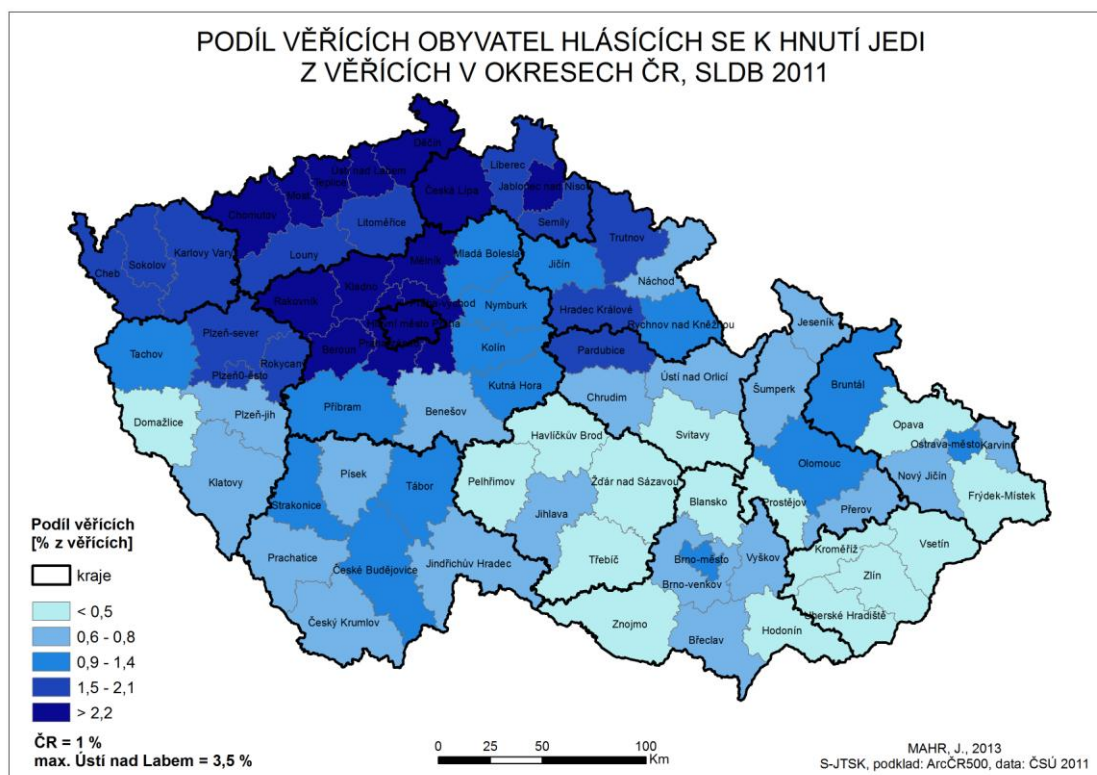 PODÍL VĚŘÍCÍCH OBYVATEL HLÁSÍCÍCH SE K HNUTÍ JEDI
Z VĚŘÍCÍCH V OKRESECH ČR, SLDB 2011
Děčín
Ústí nad Labem
Teplice
Most
Chomutov
Česká Lípa
Liberec
Jablonec nad Nisou
Semily
Litoměřice
Louny
Trutnov
Karlovy Vary
Sokolov
Cheb
Mělník
Mladá Boleslav
Jičín
Náchod
Kladno
Rakovník
Nymburk
Hradec Králové
Rychnov nad Kněžnou
Jeseník
Hlavní město Praha
Plzeň-sever
Beroun
Kolín
Tachov
Rokycany
Pardubice
Bruntál
Ústí nad Orlicí
Šumperk
Kutná Hora
Příbram
Benešov
Chrudim
Plzeň-jih
Domažlice
Havlíčkův Brod
Svitavy
Opava
Ostrava-město
Karviná
Olomouc
Písek
Tábor
Pelhřimov
Žďár nad Sázavou
Klatovy
Nový Jičín
Frýdek-Místek
Strakonice
Blansko
Prostějov
Přerov
Jihlava
Vsetín
Kroměříž
Prachatice
České Budějovice
Jindřichův Hradec
Třebíč
Brno-město
Vyškov
Brno-venkov
Zlín
Uherské Hradiště
Český Krumlov
Znojmo
Hodonín
Břeclav
Podíl věřících
[% z věřících]
kraje
< 0,5
0,6 - 0,8
0,9 - 1,4
1,5 - 2,1
> 2,2
ČR = 1 %
max. Ústí nad Labem = 3,5 %
0 25 50 100
Km
MAHR, J., 2013
S-JTSK, podklad: ArcČR500, data: ČSÚ 2011